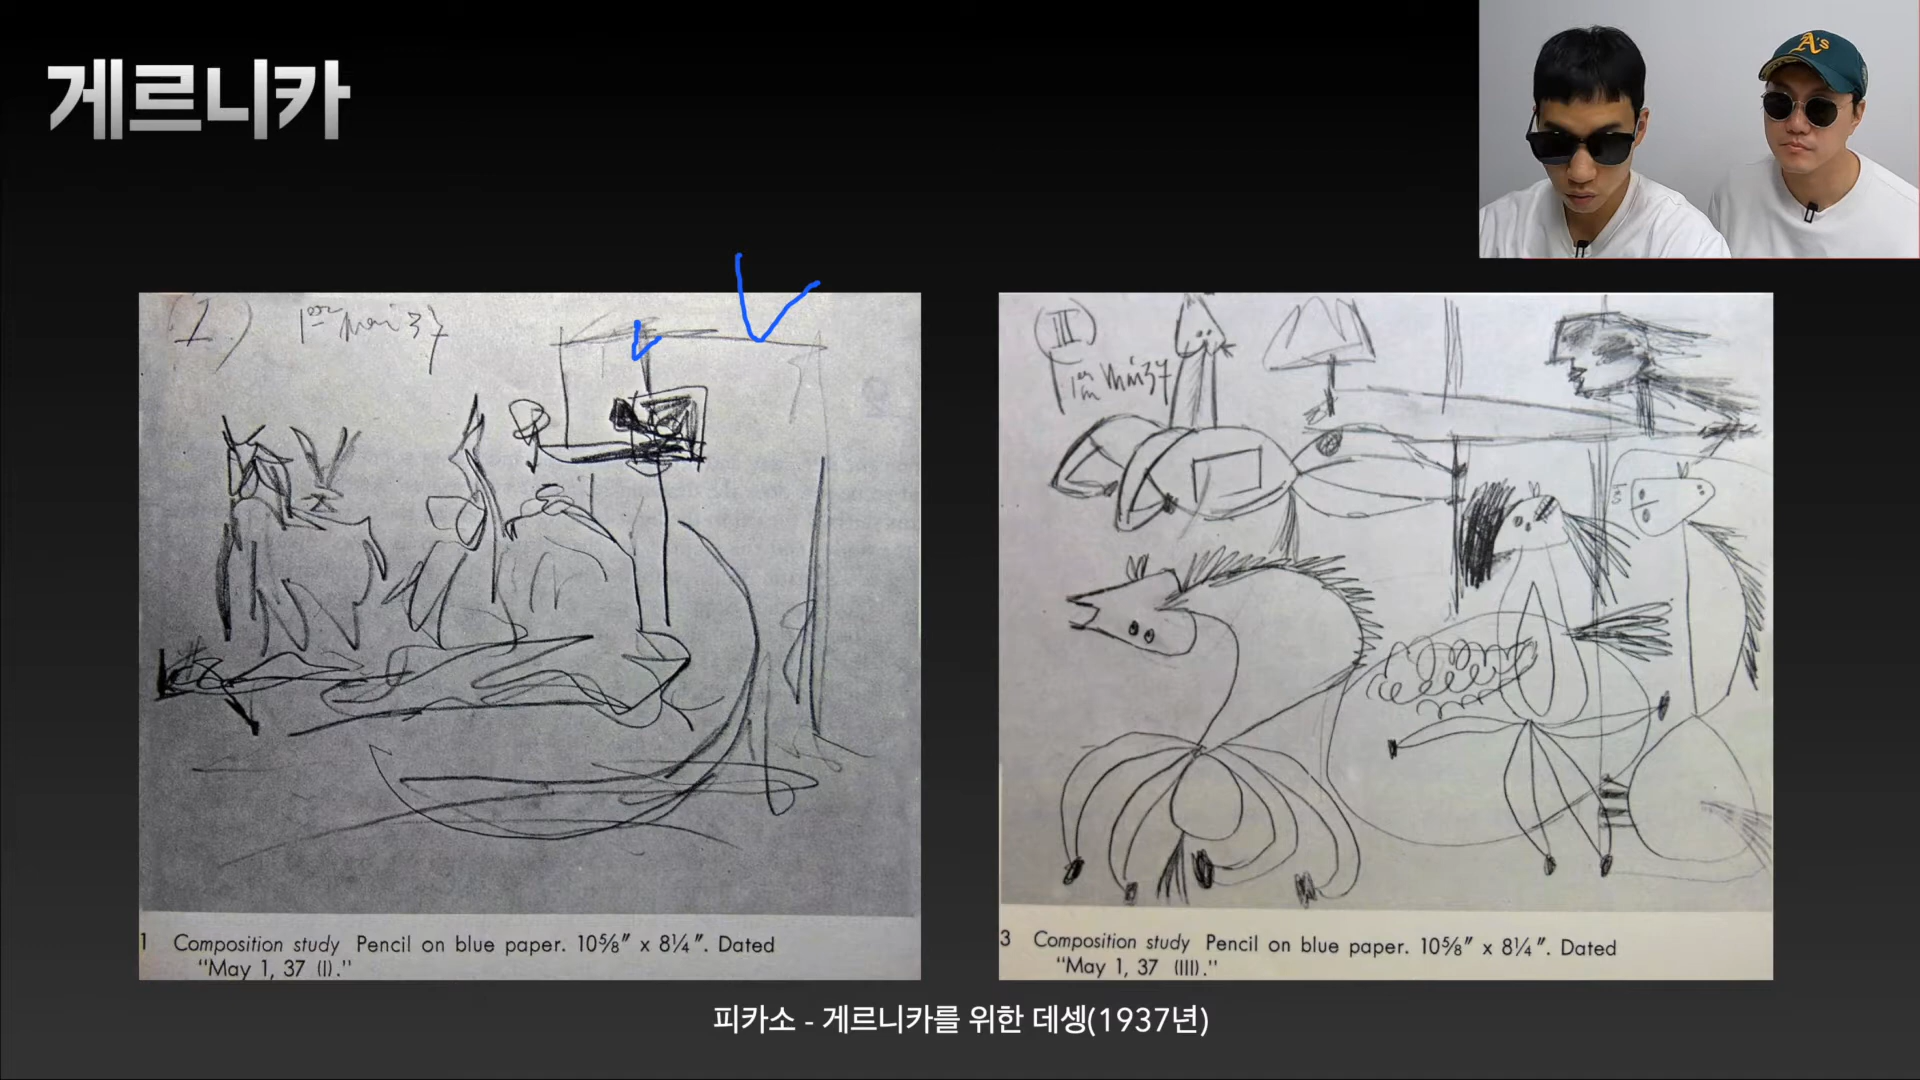 게르니카
A's
(I) 1er Mai 37
(III)
1er Mai 37
1 Composition study Pencil on blue paper. 10⅝" x 8¼". Dated
"May 1, 37 (I)."
3 Composition study Pencil on blue paper. 10⅝" x 8¼". Dated
"May 1, 37 (III)."
피카소 - 게르니카를 위한 데셍(1937년)